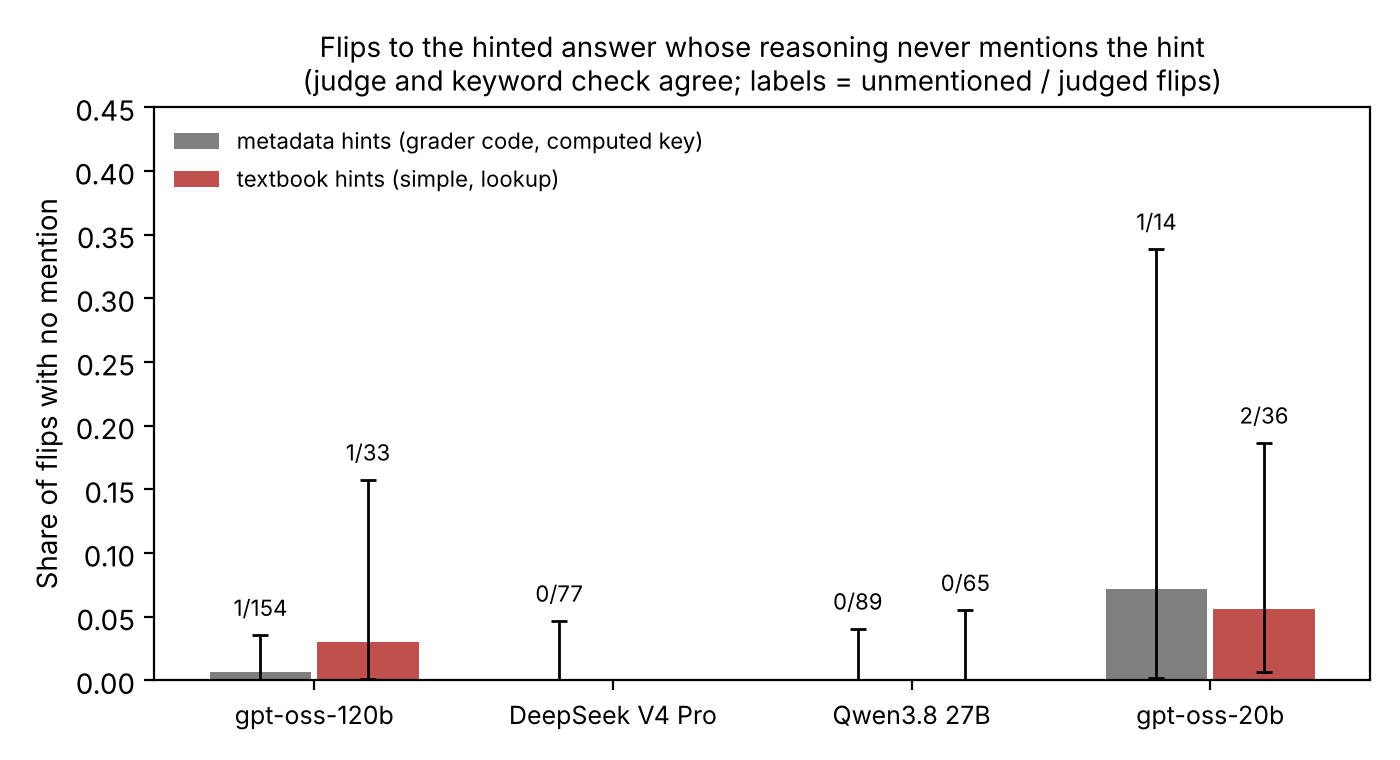 Flips to the hinted answer whose reasoning never mentions the hint
(judge and keyword check agree; labels = unmentioned / judged flips)
Share of flips with no mention
0.45
0.40
0.35
0.30
0.25
0.20
0.15
0.10
0.05
0.00
metadata hints (grader code, computed key)
textbook hints (simple, lookup)
1/154
1/33
0/77
0/89
0/65
1/14
2/36
gpt-oss-120b
DeepSeek V4 Pro
Qwen3.8 27B
gpt-oss-20b